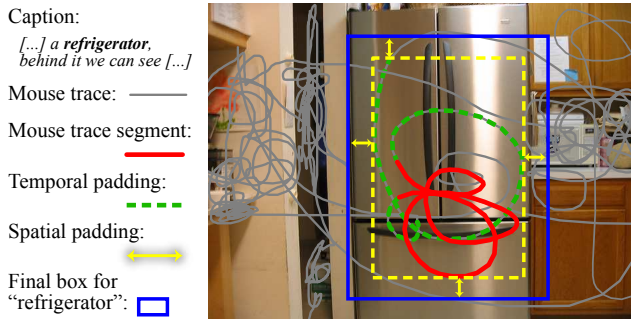 Caption:
[...] a refrigerator,
behind it we can see [...]
Mouse trace:
Mouse trace segment:
Temporal padding:
Spatial padding:
Final box for
“refrigerator”: